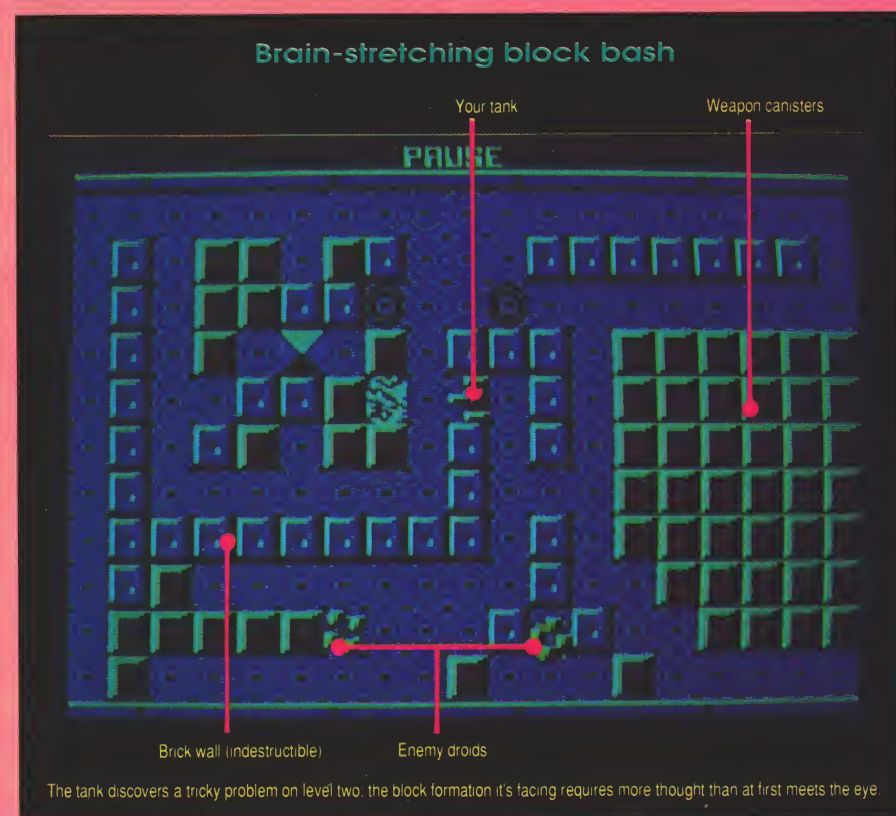 Brain-stretching block bash
Your tank
Weapon canisters
PAUSE
Brick wall (indestructible)
Enemy droids
The tank discovers a tricky problem on level two: the block formation it's facing requires more thought than at first meets the eye.